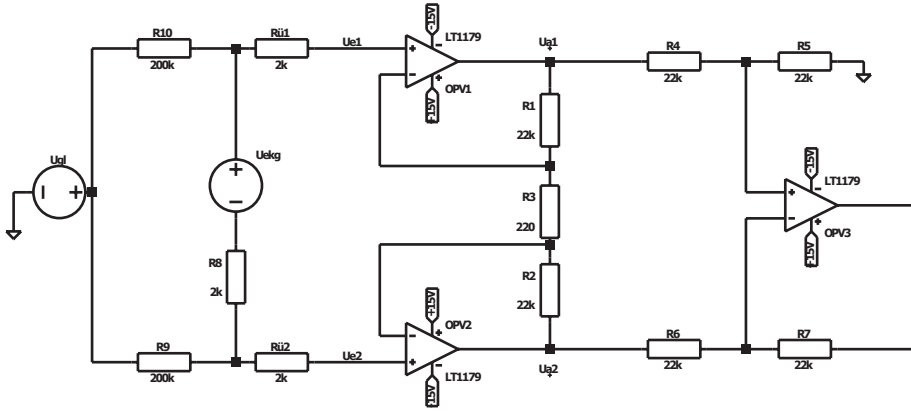 R10
200k
Rü1
2k
Ue1
-15V
LT1179
OPV1
+15V
Ua1
R4
22k
R5
22k
R1
22k
Ugl
Uekg
R3
220
-15V
LT1179
OPV3
+15V
R8
2k
R2
22k
+15V
OPV2
R9
200k
Rü2
2k
Ue2
LT1179
-15V
Ua2
R6
22k
R7
22k